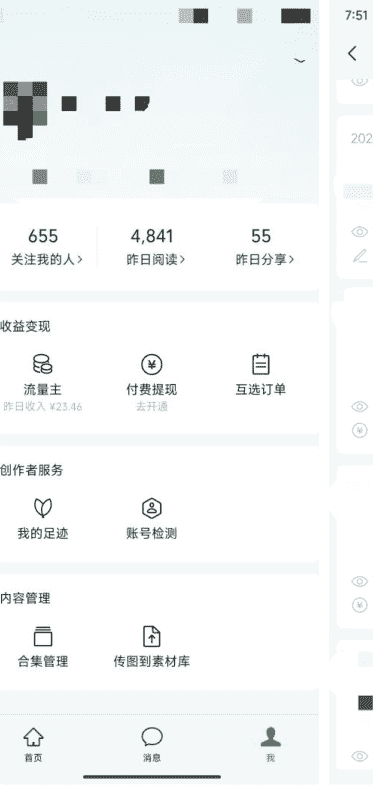 7:51
655 4,841 55
关注我的人> 昨日阅读> 昨日分享>
收益变现
流量主 付费提现 互选订单
昨日收入 ¥23.46 去开通
创作者服务
我的足迹 账号检测
内容管理
合集管理 传图到素材库
首页 消息 我
202